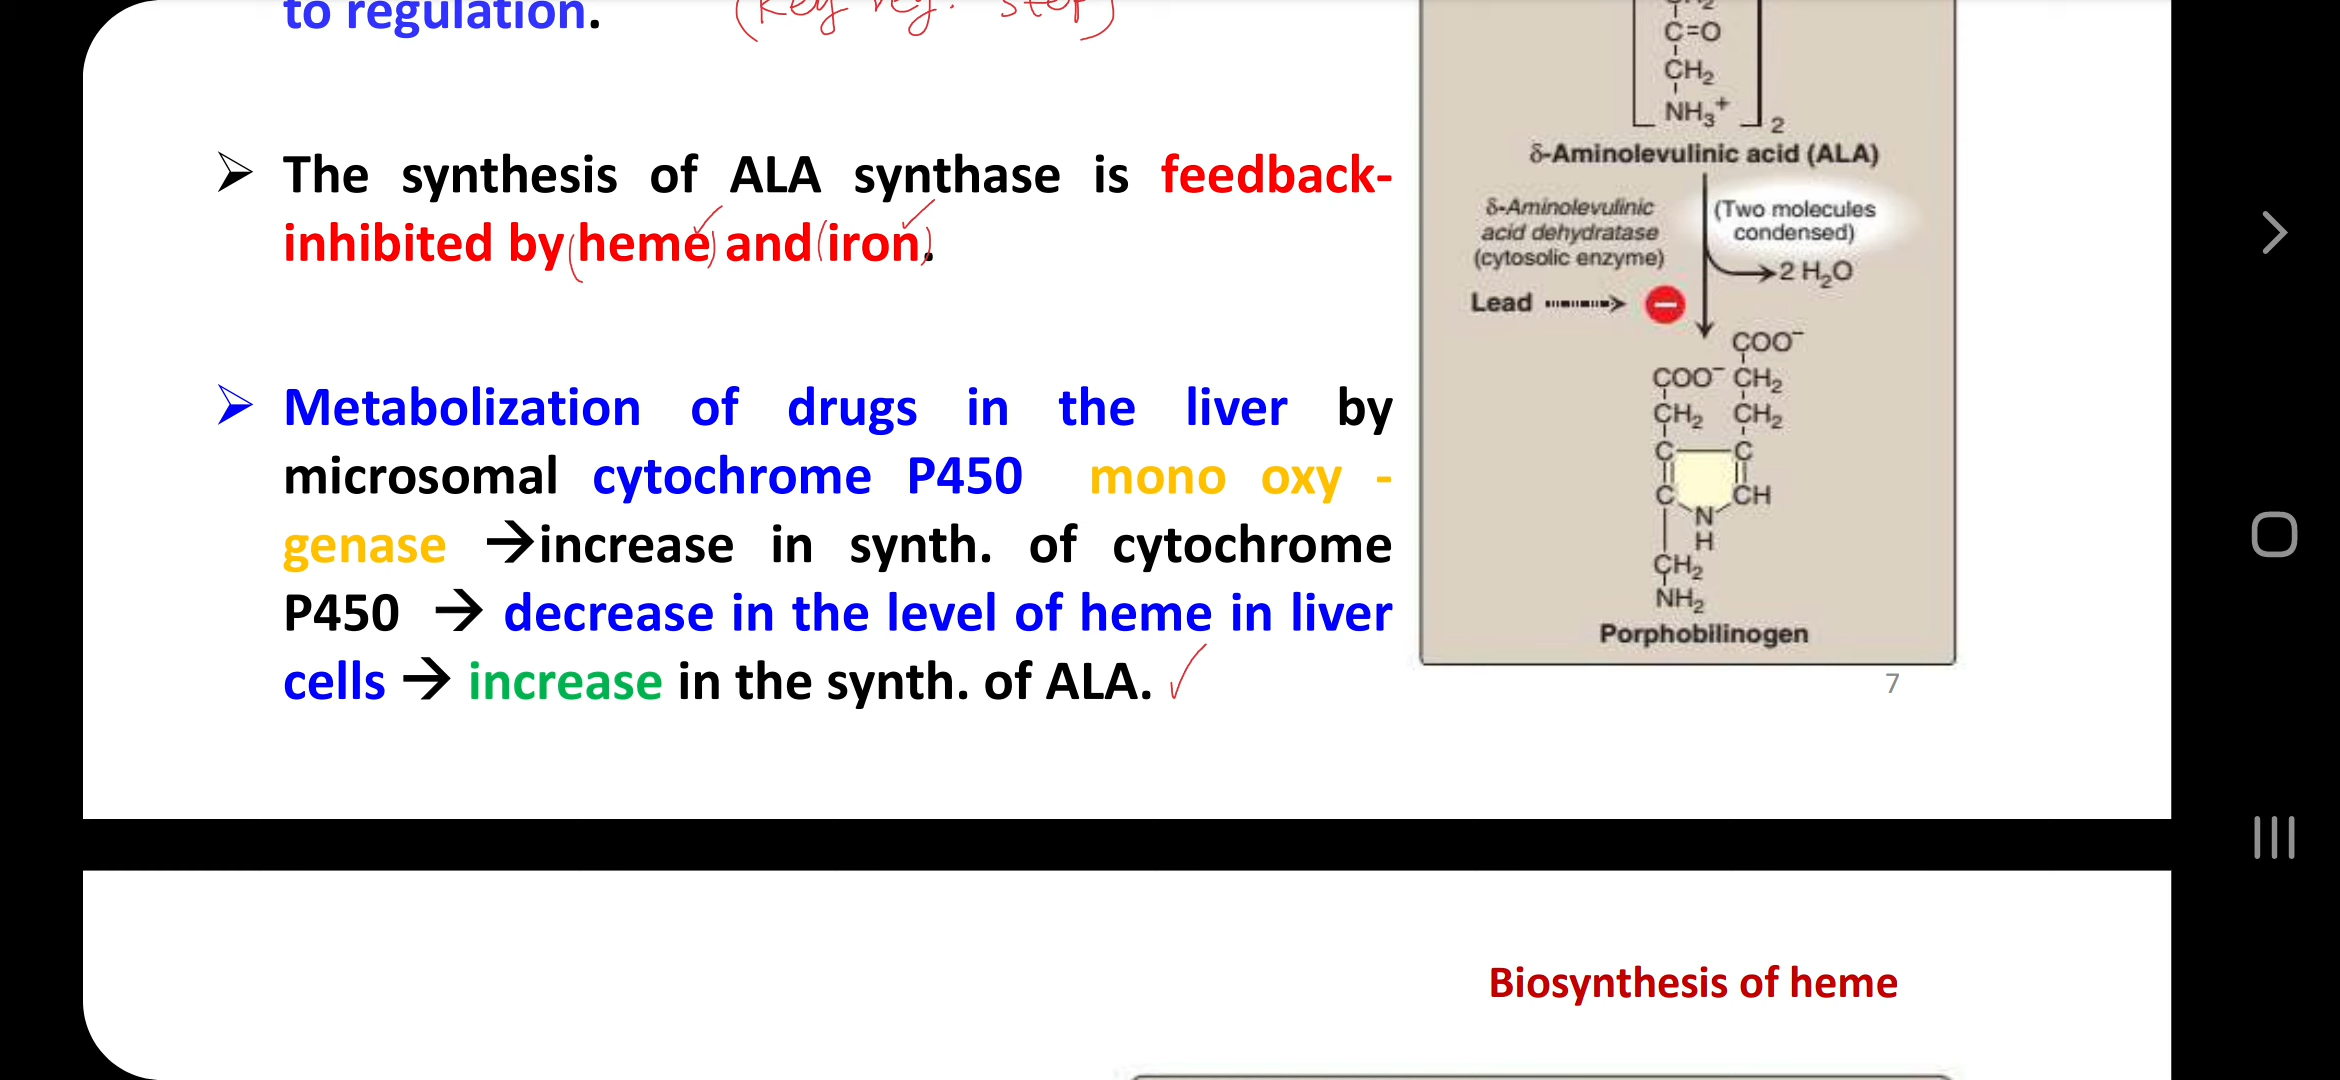 to regulation. (Key reg. step)
➢ The synthesis of ALA synthase is feedback-
inhibited by (heme) and (iron).
➢ Metabolization of drugs in the liver by
microsomal cytochrome P450 mono oxy -
genase →increase in synth. of cytochrome
P450 → decrease in the level of heme in liver
cells → increase in the synth. of ALA. ✓
CH2
C=O
CH2
NH3+
2
δ-Aminolevulinic acid (ALA)
δ-Aminolevulinic
acid dehydratase
(cytosolic enzyme)
(Two molecules
condensed)
2 H2O
Lead
COO-
COO- CH2
CH2 CH2
C C
C CH
N
H
CH2
NH2
Porphobilinogen
7
Biosynthesis of heme